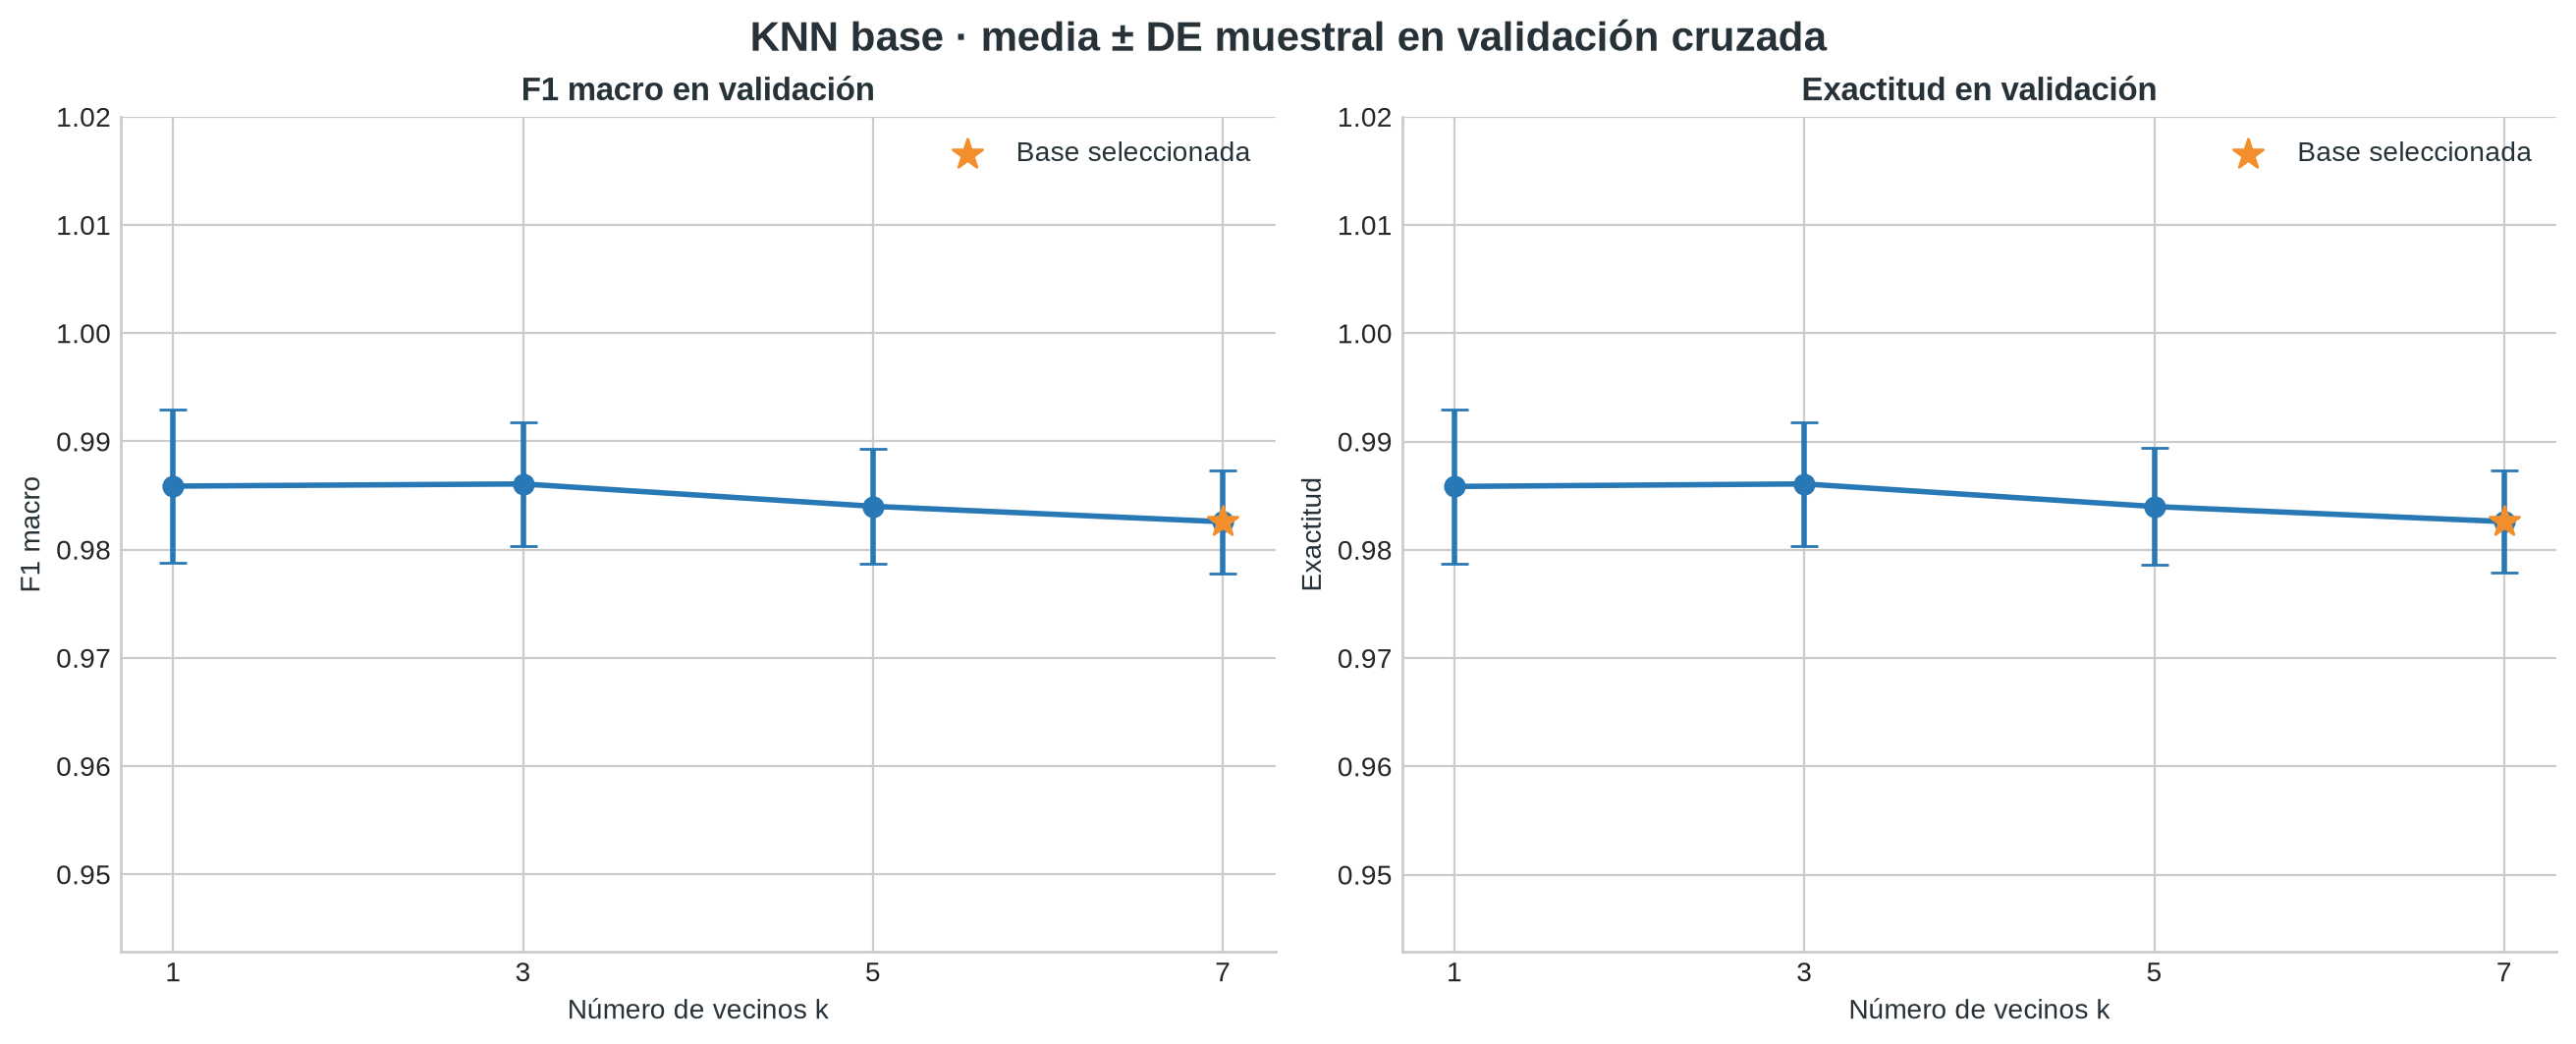 KNN base · media ± DE muestral en validación cruzada
F1 macro en validación
1.02
1.01
1.00
0.99
0.98
0.97
0.96
0.95
F1 macro
Base seleccionada
1 3 5 7
Número de vecinos k
Exactitud en validación
1.02
1.01
1.00
0.99
0.98
0.97
0.96
0.95
Exactitud
Base seleccionada
1 3 5 7
Número de vecinos k